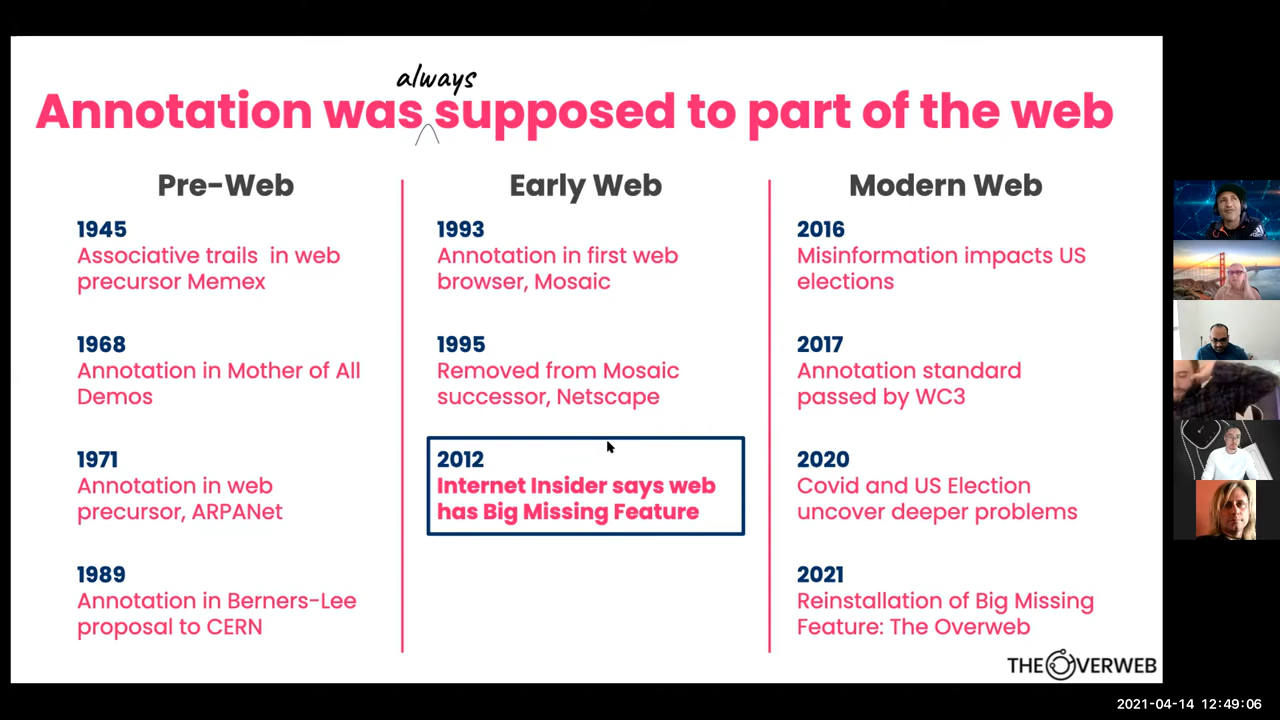 always
Annotation was supposed to part of the web
Pre-Web
1945
Associative trails in web
precursor Memex
1968
Annotation in Mother of All
Demos
1971
Annotation in web
precursor, ARPANet
1989
Annotation in Berners-Lee
proposal to CERN
Early Web
1993
Annotation in first web
browser, Mosaic
1995
Removed from Mosaic
successor, Netscape
2012
Internet Insider says web
has Big Missing Feature
Modern Web
2016
Misinformation impacts US
elections
2017
Annotation standard
passed by WC3
2020
Covid and US Election
uncover deeper problems
2021
Reinstallation of Big Missing
Feature: The Overweb
THE OVERWEB
2021-04-14 12:49:06